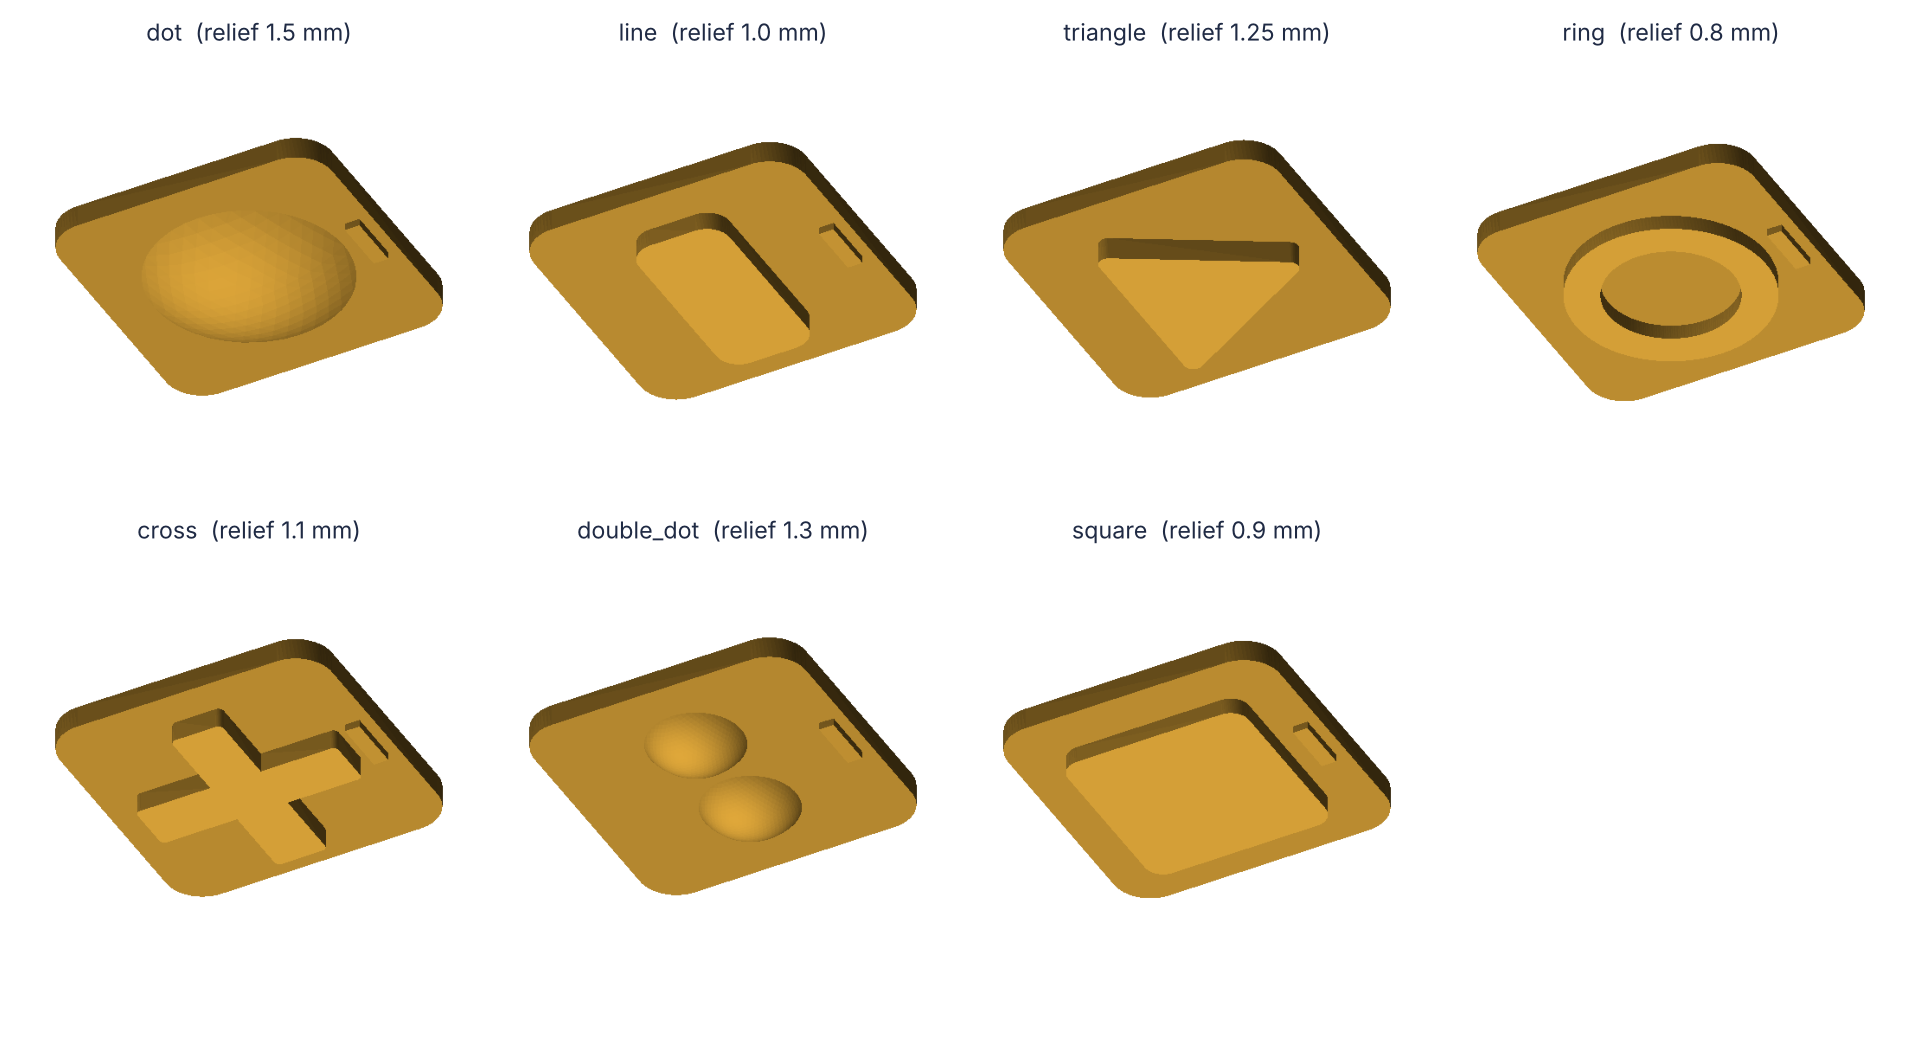 dot (relief 1.5 mm)
line (relief 1.0 mm)
triangle (relief 1.25 mm)
ring (relief 0.8 mm)
cross (relief 1.1 mm)
double_dot (relief 1.3 mm)
square (relief 0.9 mm)